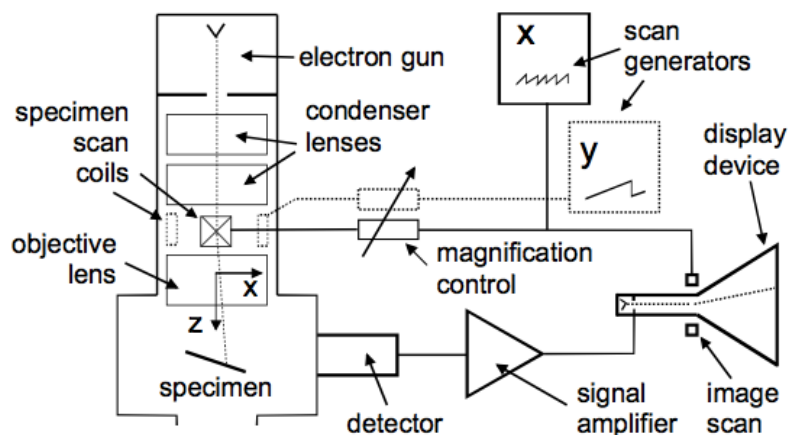 electron gun
specimen
scan
coils
condenser
lenses
x
scan
generators
y
display
device
objective
lens
magnification
control
x
z
specimen
detector
signal
amplifier
image
scan